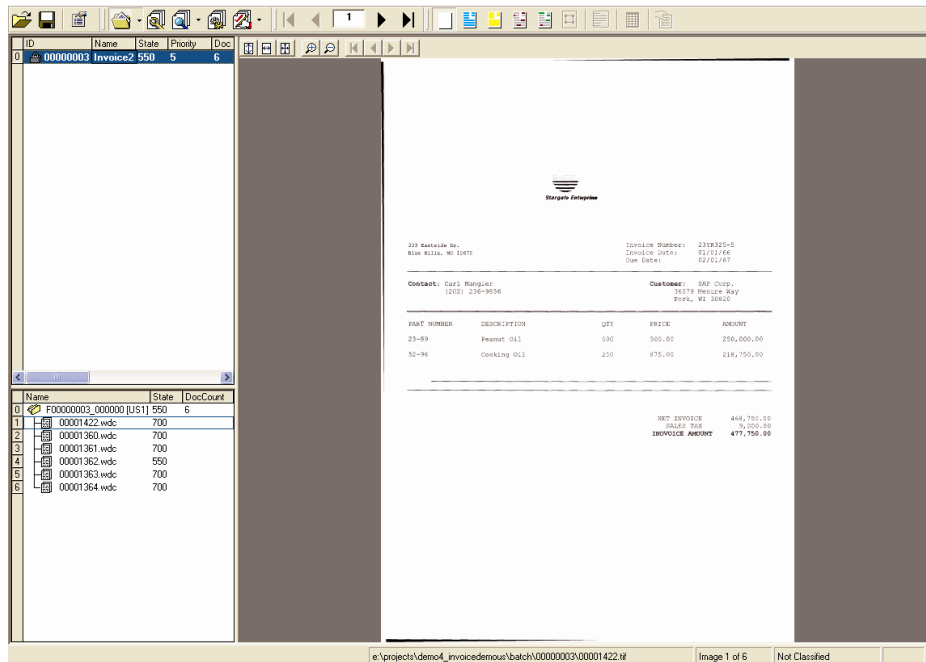 1
ID Name State Priority Doc
0 00000003 Invoice2 550 5 6
Name State DocCount
0 F00000003_000000 [US1] 550 6
1 00001422.wdc 700
2 00001360.wdc 700
3 00001361.wdc 700
4 00001362.wdc 550
5 00001363.wdc 700
6 00001364.wdc 700
Stargate Enterprise
333 Eastside Dr.
Blue Hills, MO 32672
Invoice Number: 23YR325-5
Invoice Date: 01/01/66
Due Date: 02/01/67
Contact: Carl Mangler
(202) 236-9856
Customer: SAP Corp.
36579 Mesure Way
Pork, WI 30820
PART NUMBER DESCRIPTION QTY PRICE AMOUNT
23-89 Peanut Oil 500 500.00 250,000.00
52-96 Cooking Oil 250 875.00 218,750.00
NET INVOICE 468,750.00
SALES TAX 9,000.00
INOVOICE AMOUNT 477,750.00
e:\projects\demo4_invoicedemous\batch\00000003\00001422.tif Image 1 of 6 Not Classified